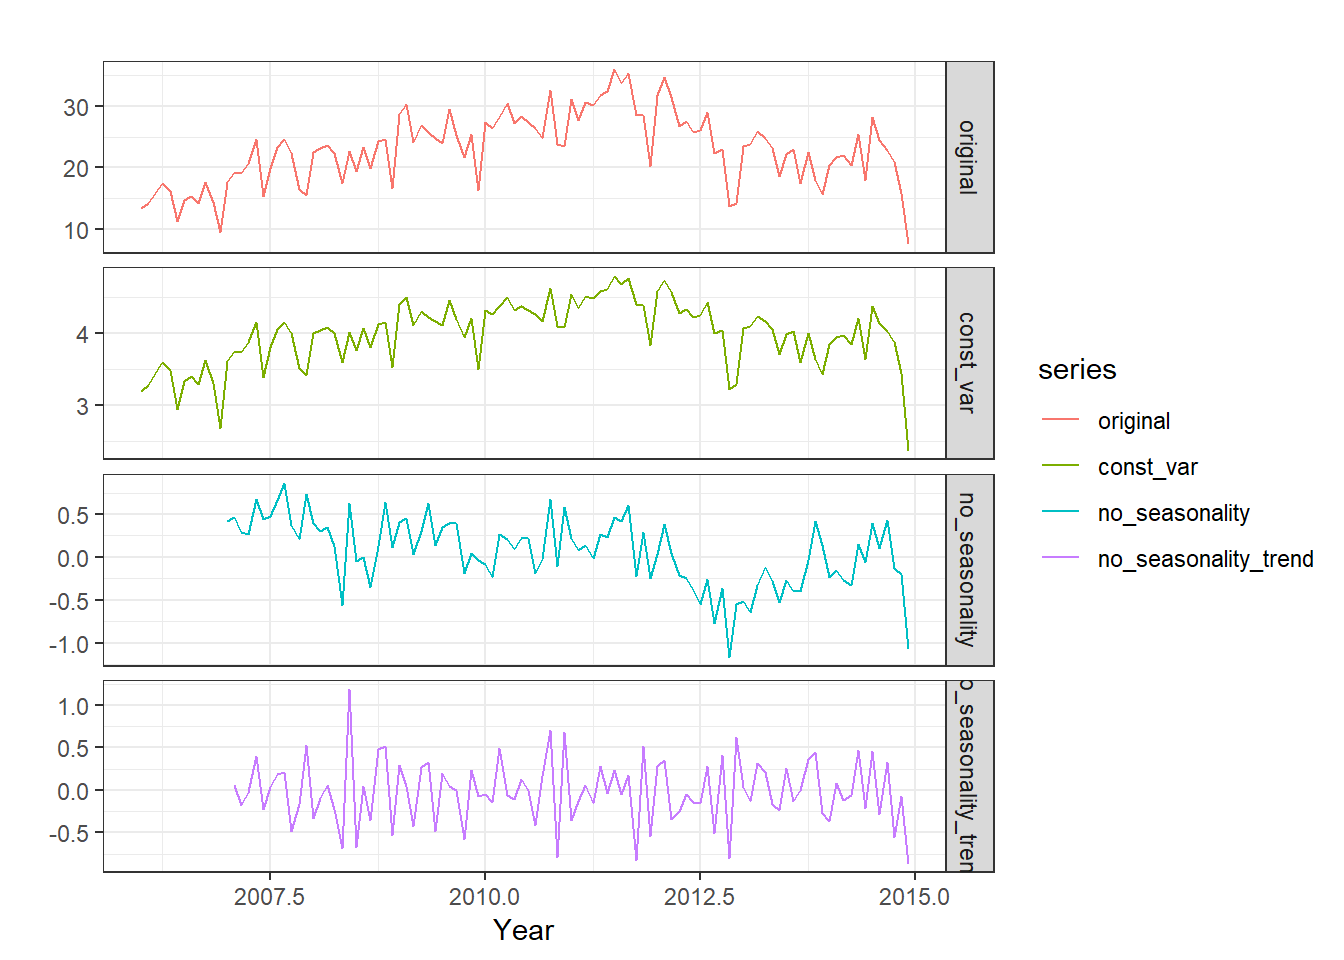 30
20
10
original
4
3
const_var
0.5
0.0
-0.5
-1.0
no_seasonality
1.0
0.5
0.0
-0.5
o_seasonality_tren
2007.5
2010.0
2012.5
2015.0
Year
series
original
const_var
no_seasonality
no_seasonality_trend